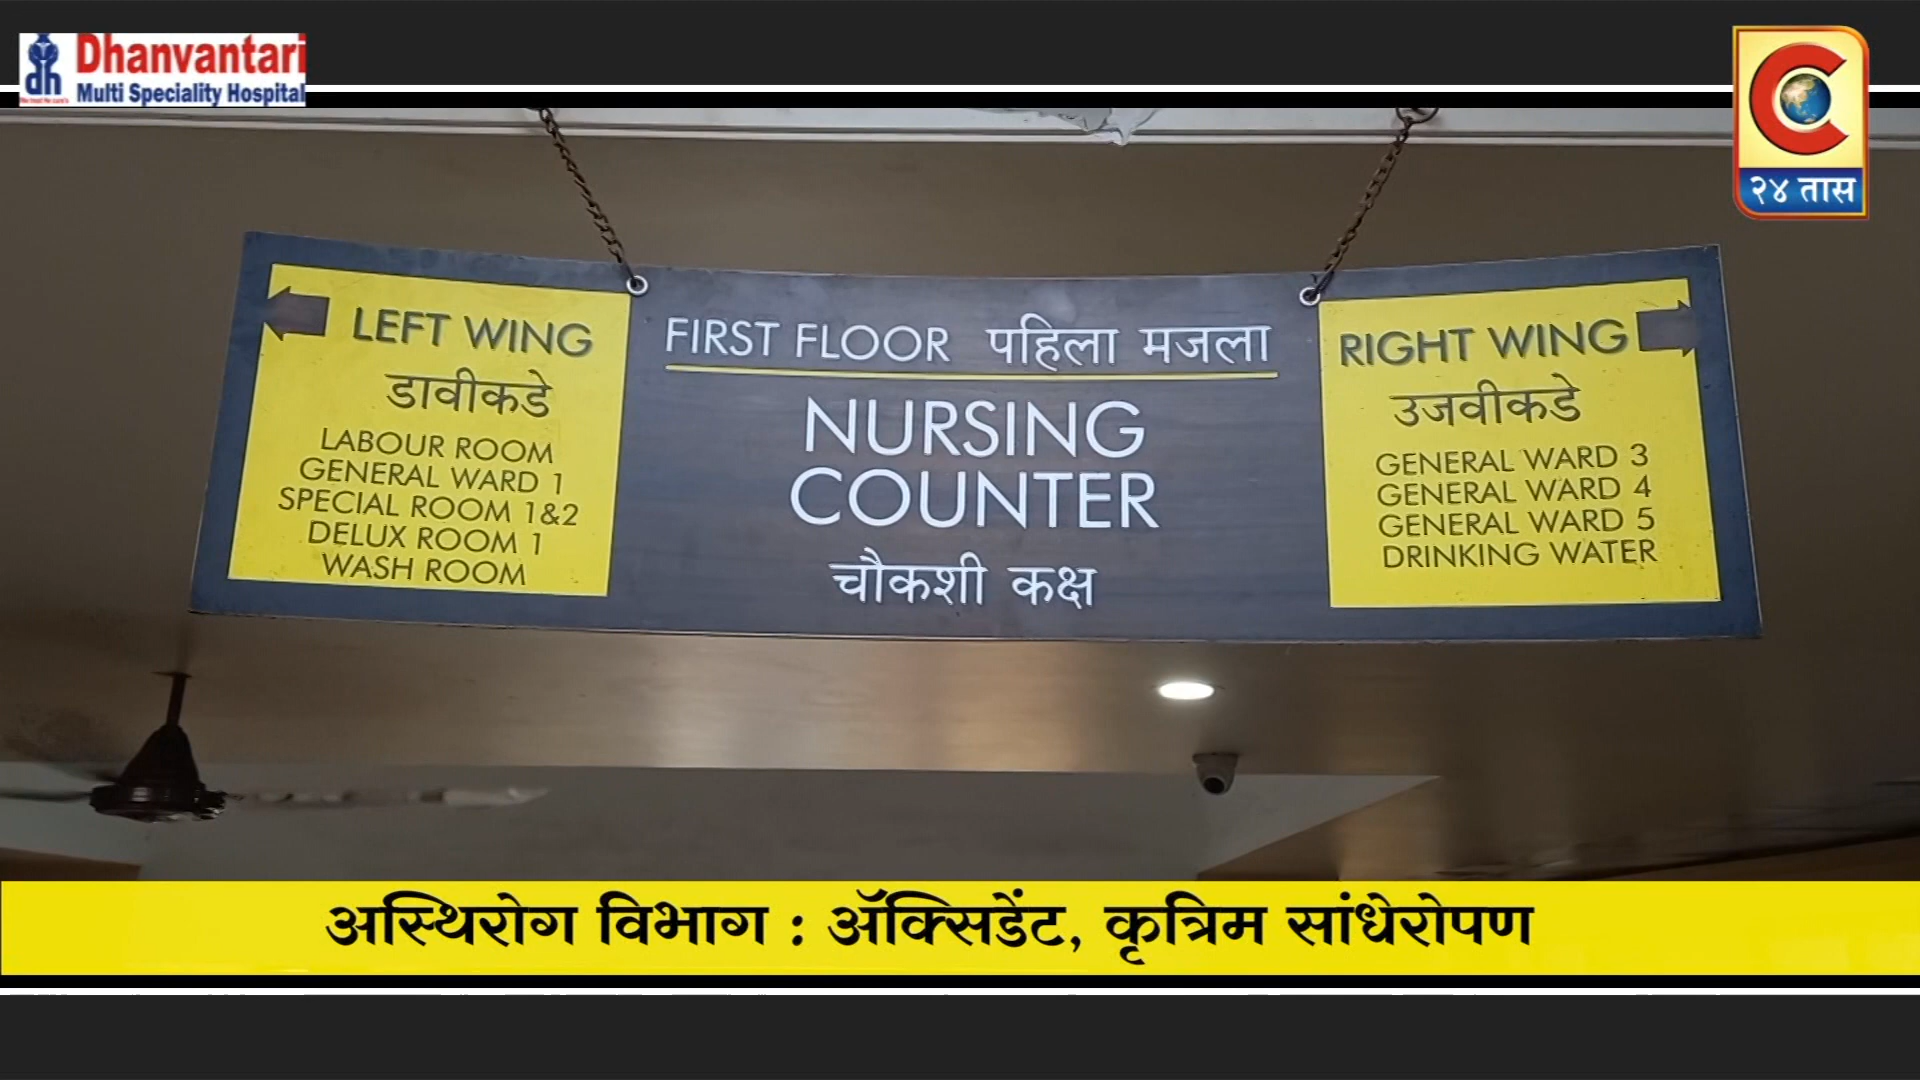 Dhanvantari
Multi Speciality Hospital
C
२४ तास
LEFT WING
डावीकडे
LABOUR ROOM
GENERAL WARD 1
SPECIAL ROOM 1&2
DELUX ROOM 1
WASH ROOM
FIRST FLOOR पहिला मजला
NURSING
COUNTER
चौकशी कक्ष
RIGHT WING
उजवीकडे
GENERAL WARD 3
GENERAL WARD 4
GENERAL WARD 5
DRINKING WATER
अस्थिरोग विभाग : ॲक्सिडेंट, कृत्रिम सांधेरोपण